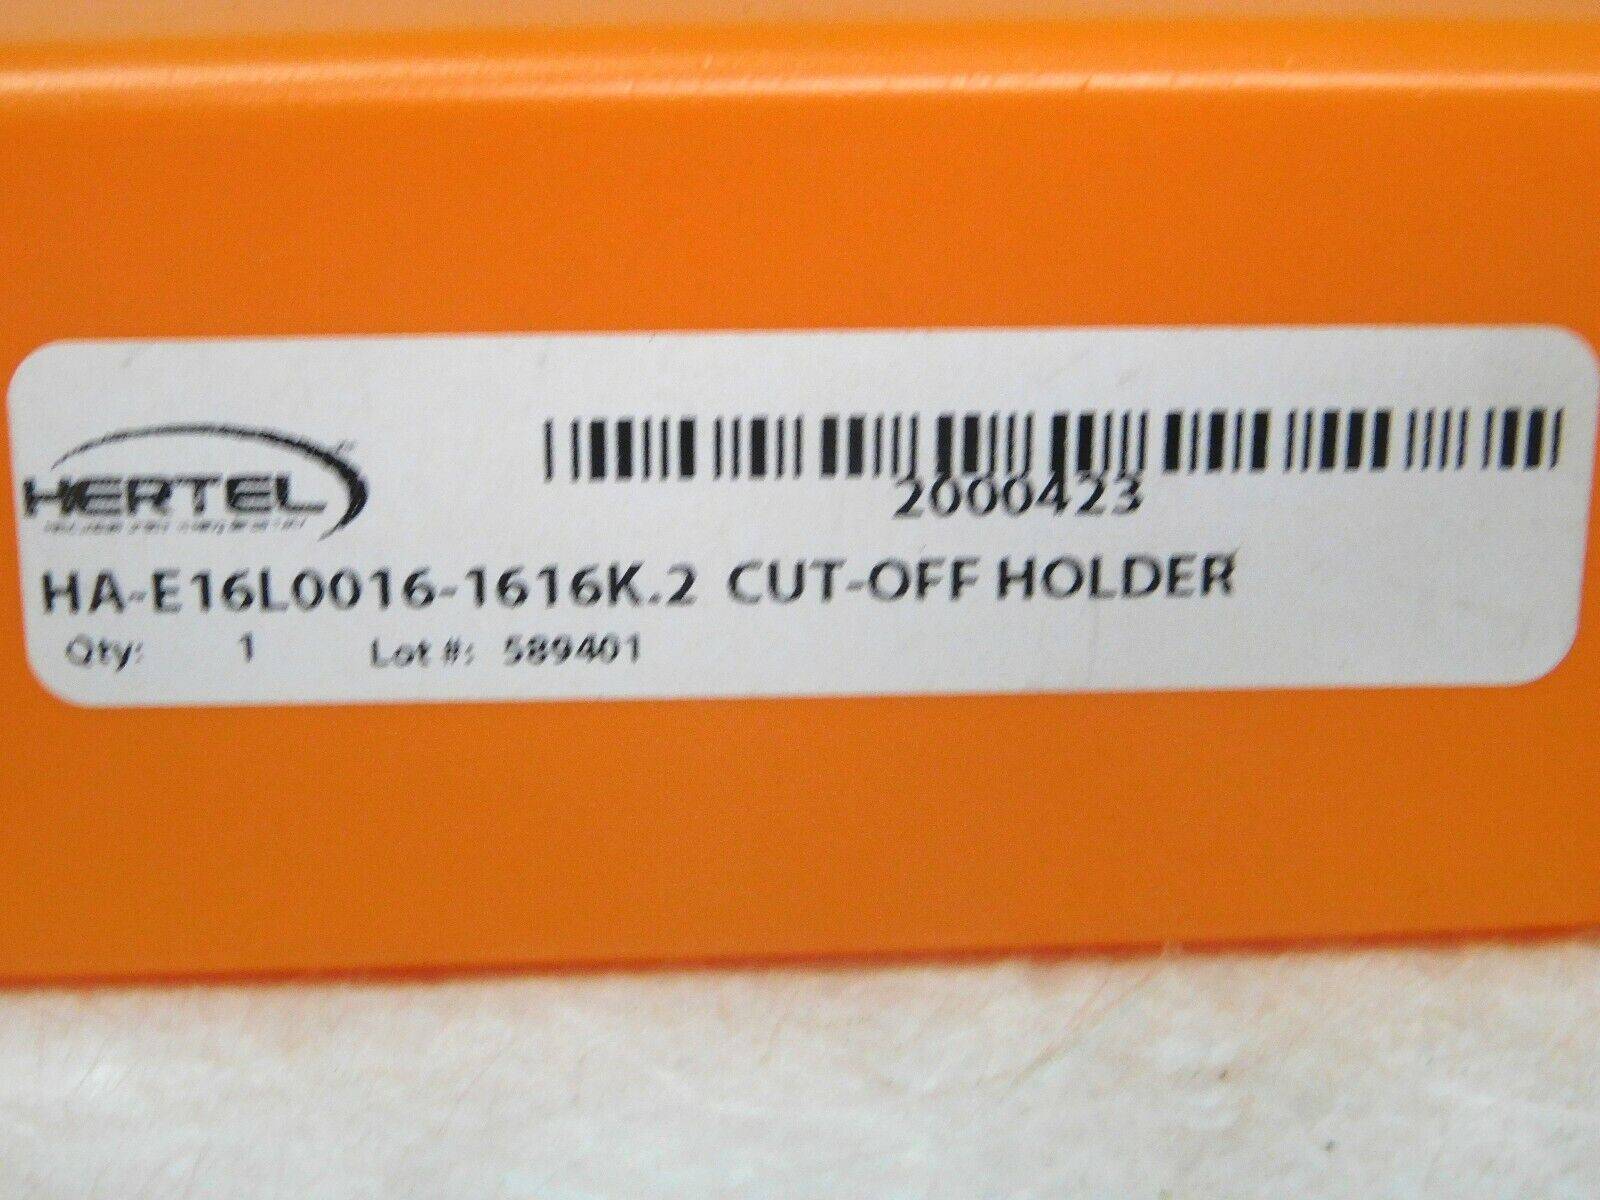 HERTEL
2000423
HA-E16L0016-1616K.2 CUT-OFF HOLDER
Qty: 1 Lot #: 589401